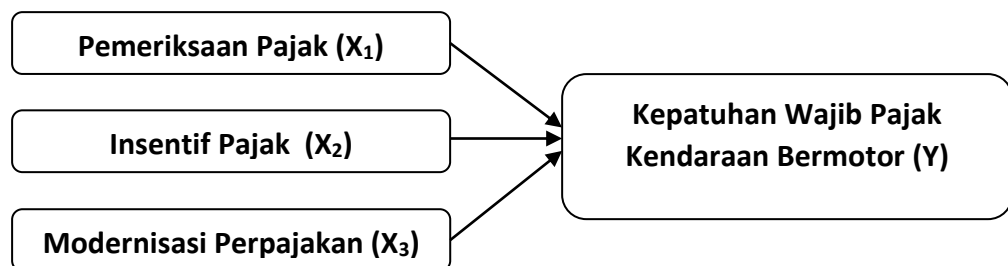 Pemeriksaan Pajak (X₁)
Insentif Pajak (X₂)
Modernisasi Perpajakan (X₃)
Kepatuhan Wajib Pajak
Kendaraan Bermotor (Y)